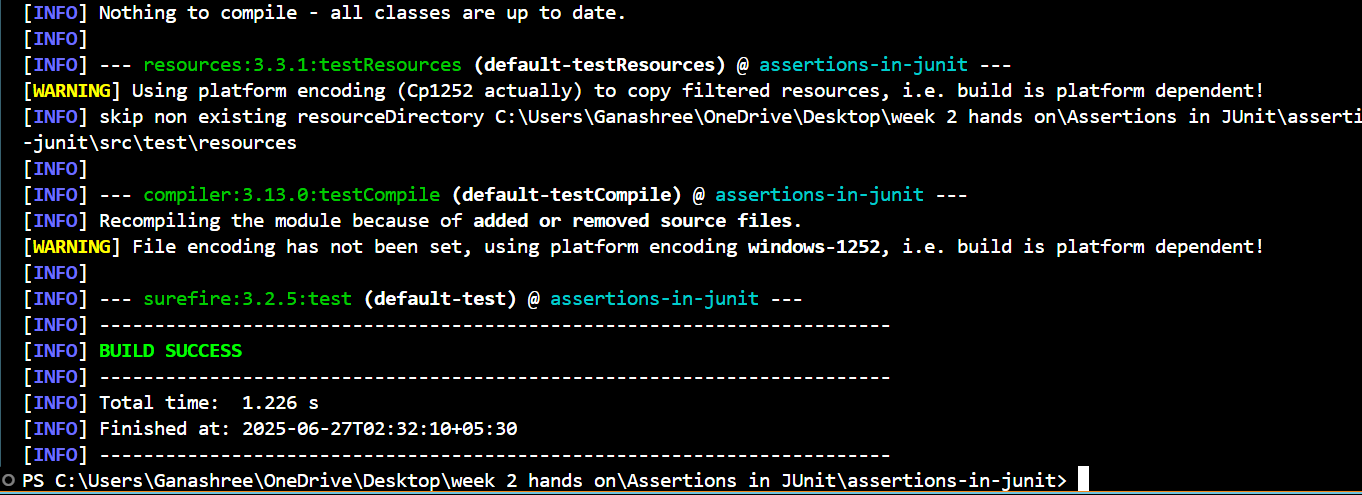 [INFO] Nothing to compile - all classes are up to date.
[INFO]
[INFO] --- resources:3.3.1:testResources (default-testResources) @ assertions-in-junit ---
[WARNING] Using platform encoding (Cp1252 actually) to copy filtered resources, i.e. build is platform dependent!
[INFO] skip non existing resourceDirectory C:\Users\Ganashree\OneDrive\Desktop\week 2 hands on\Assertions in JUnit\asserti
-junit\src\test\resources
[INFO]
[INFO] --- compiler:3.13.0:testCompile (default-testCompile) @ assertions-in-junit ---
[INFO] Recompiling the module because of added or removed source files.
[WARNING] File encoding has not been set, using platform encoding windows-1252, i.e. build is platform dependent!
[INFO]
[INFO] --- surefire:3.2.5:test (default-test) @ assertions-in-junit ---
[INFO] ------------------------------------------------------------------------
[INFO] BUILD SUCCESS
[INFO] ------------------------------------------------------------------------
[INFO] Total time:  1.226 s
[INFO] Finished at: 2025-06-27T02:32:10+05:30
[INFO] ------------------------------------------------------------------------
PS C:\Users\Ganashree\OneDrive\Desktop\week 2 hands on\Assertions in JUnit\assertions-in-junit>